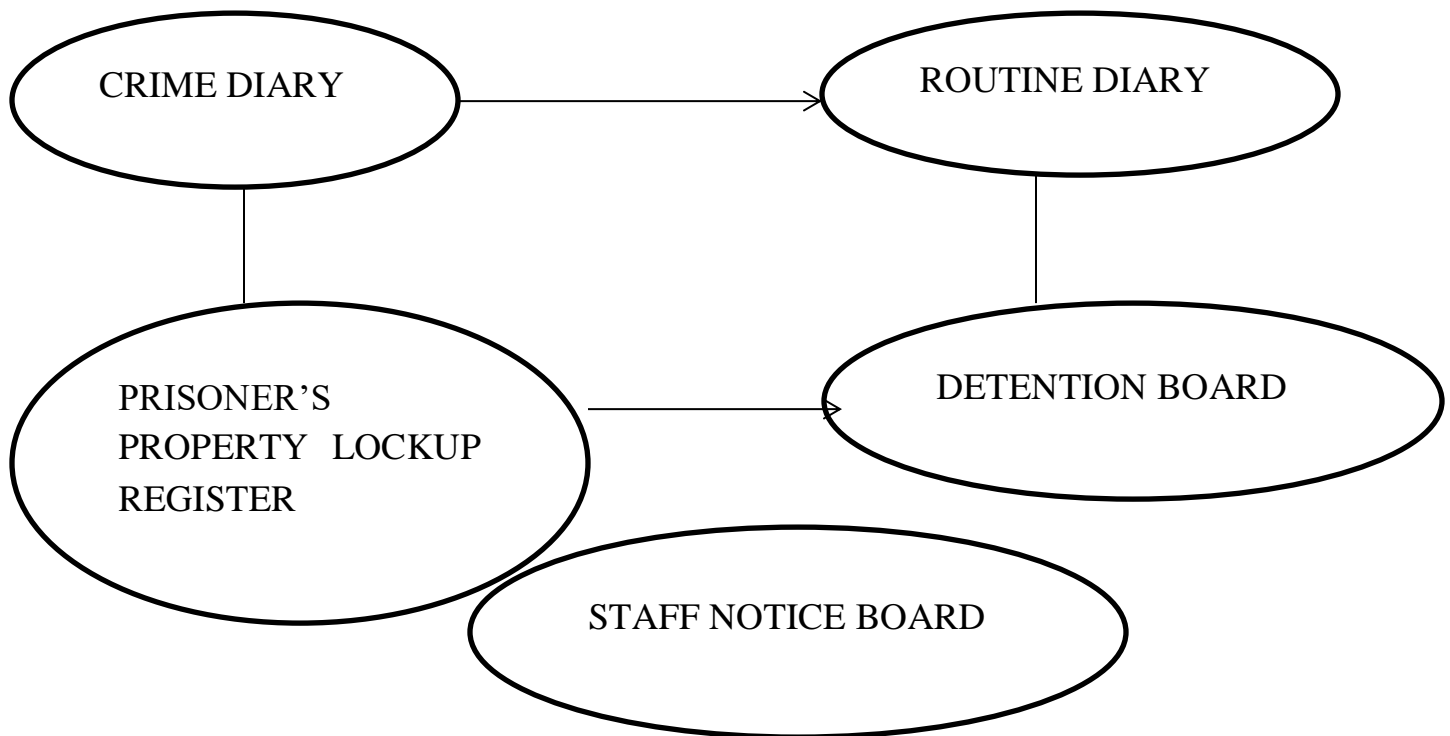 CRIME DIARY
ROUTINE DIARY
PRISONER’S
PROPERTY LOCKUP
REGISTER
DETENTION BOARD
STAFF NOTICE BOARD